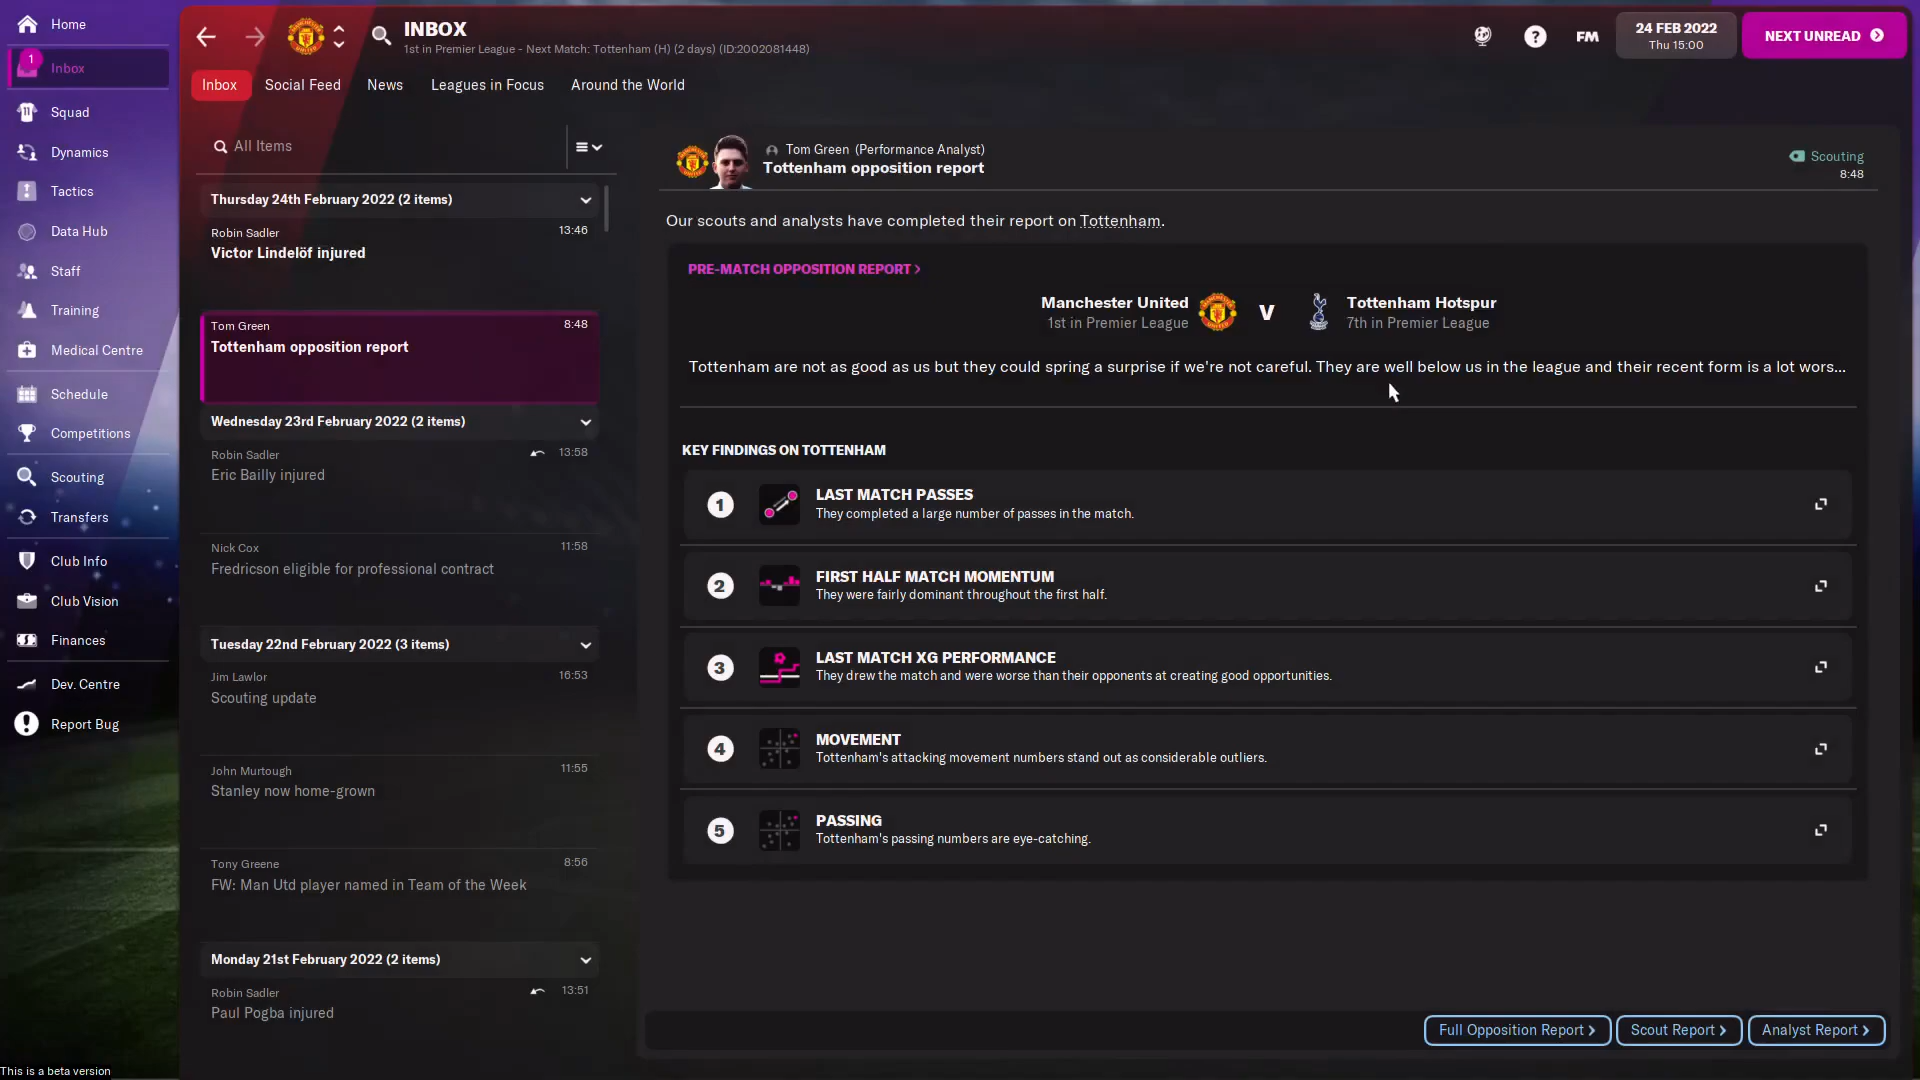 Home
1
Inbox
Squad
Dynamics
Tactics
Data Hub
Staff
Training
Medical Centre
Schedule
Competitions
Scouting
Transfers
Club Info
Club Vision
Finances
Dev. Centre
Report Bug
This is a beta version
INBOX
1st in Premier League - Next Match: Tottenham (H) (2 days) (ID:2002081448)
FM
24 FEB 2022
Thu 15:00
NEXT UNREAD
Inbox Social Feed News Leagues in Focus Around the World
All Items
Thursday 24th February 2022 (2 items)
Robin Sadler 13:46
Victor Lindelöf injured
Tom Green 8:48
Tottenham opposition report
Wednesday 23rd February 2022 (2 items)
Robin Sadler 13:58
Eric Bailly injured
Nick Cox 11:58
Fredricson eligible for professional contract
Tuesday 22nd February 2022 (3 items)
Jim Lawlor 16:53
Scouting update
John Murtough 11:55
Stanley now home-grown
Tony Greene 8:56
FW: Man Utd player named in Team of the Week
Monday 21st February 2022 (2 items)
Robin Sadler 13:51
Paul Pogba injured
Tom Green (Performance Analyst)
Tottenham opposition report
Scouting
8:48
Our scouts and analysts have completed their report on Tottenham.
PRE-MATCH OPPOSITION REPORT >
Manchester United
1st in Premier League
V
Tottenham Hotspur
7th in Premier League
Tottenham are not as good as us but they could spring a surprise if we're not careful. They are well below us in the league and their recent form is a lot wors...
KEY FINDINGS ON TOTTENHAM
1
LAST MATCH PASSES
They completed a large number of passes in the match.
2
FIRST HALF MATCH MOMENTUM
They were fairly dominant throughout the first half.
3
LAST MATCH XG PERFORMANCE
They drew the match and were worse than their opponents at creating good opportunities.
4
MOVEMENT
Tottenham's attacking movement numbers stand out as considerable outliers.
5
PASSING
Tottenham's passing numbers are eye-catching.
Full Opposition Report > Scout Report > Analyst Report >